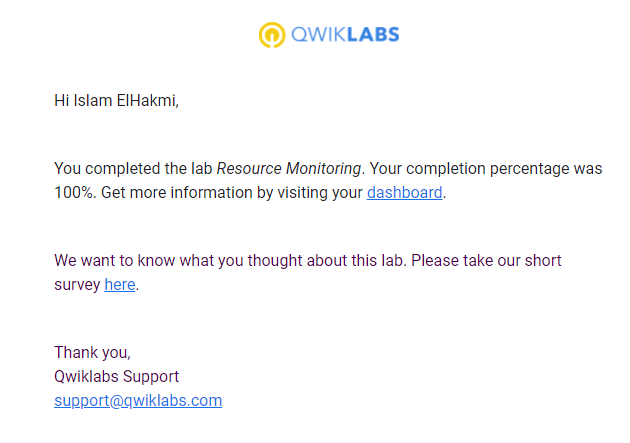 QWIKLABS
Hi Islam ElHakmi,
You completed the lab Resource Monitoring. Your completion percentage was
100%. Get more information by visiting your dashboard.
We want to know what you thought about this lab. Please take our short
survey here.
Thank you,
Qwiklabs Support
support@qwiklabs.com